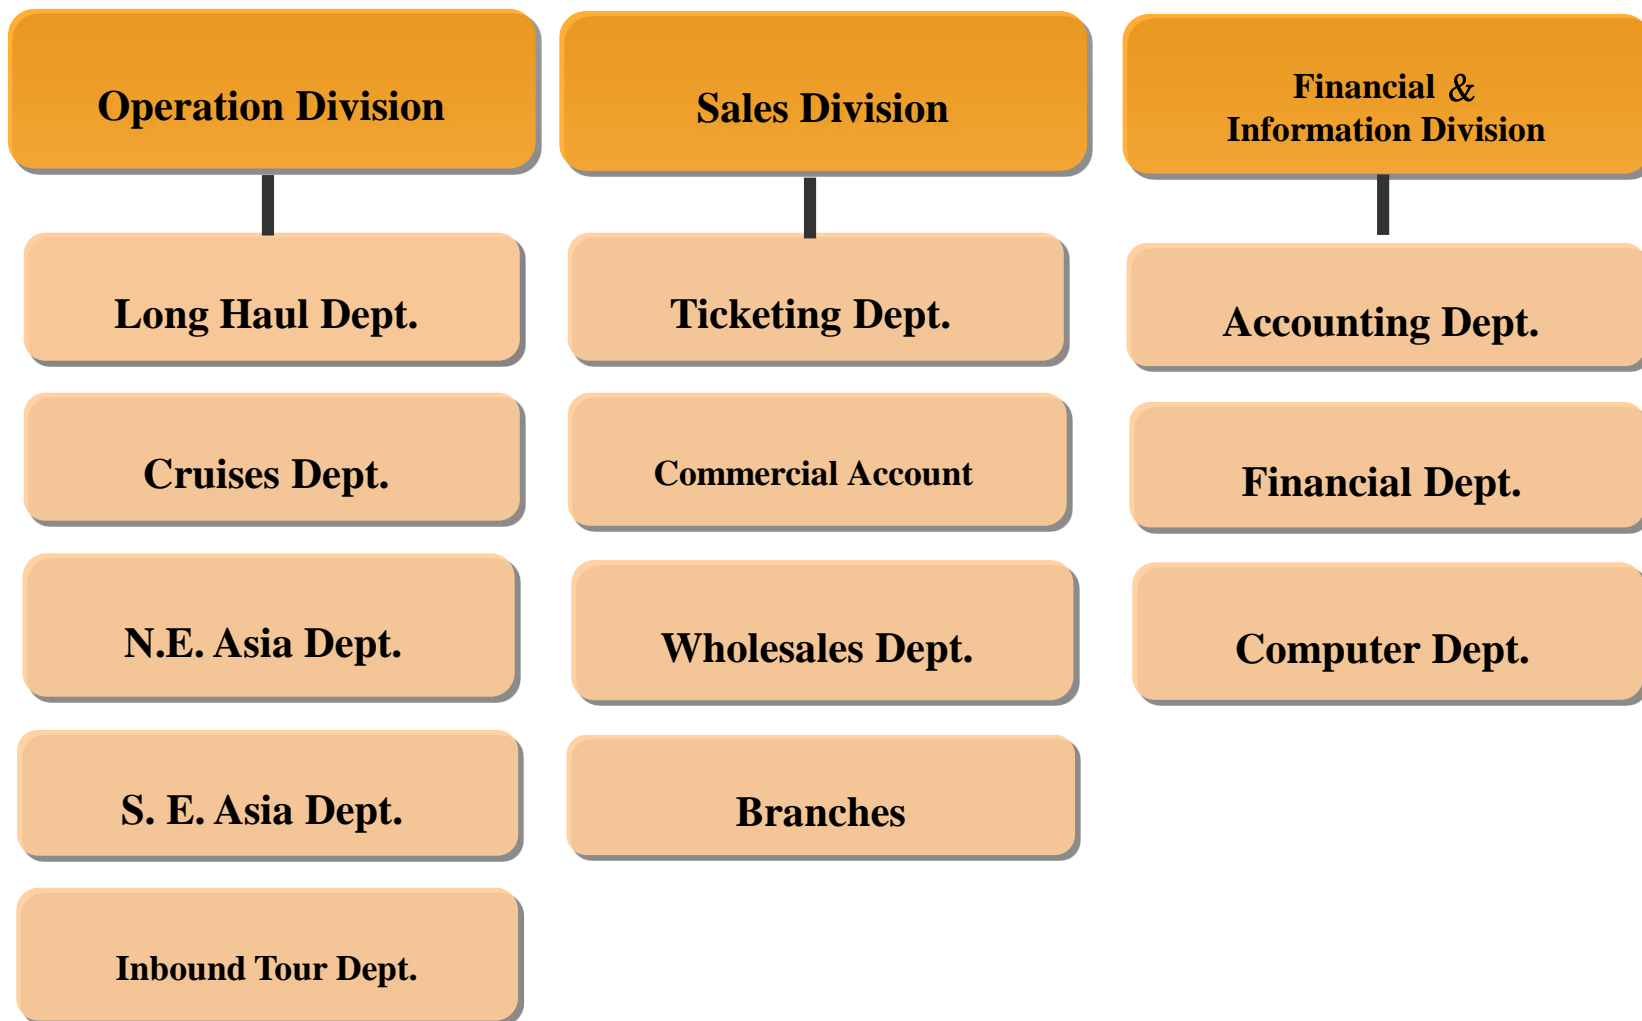 Operation Division
Long Haul Dept.
Cruises Dept.
N.E. Asia Dept.
S. E. Asia Dept.
Inbound Tour Dept.
Sales Division
Ticketing Dept.
Commercial Account
Wholesales Dept.
Branches
Financial ＆
Information Division
Accounting Dept.
Financial Dept.
Computer Dept.